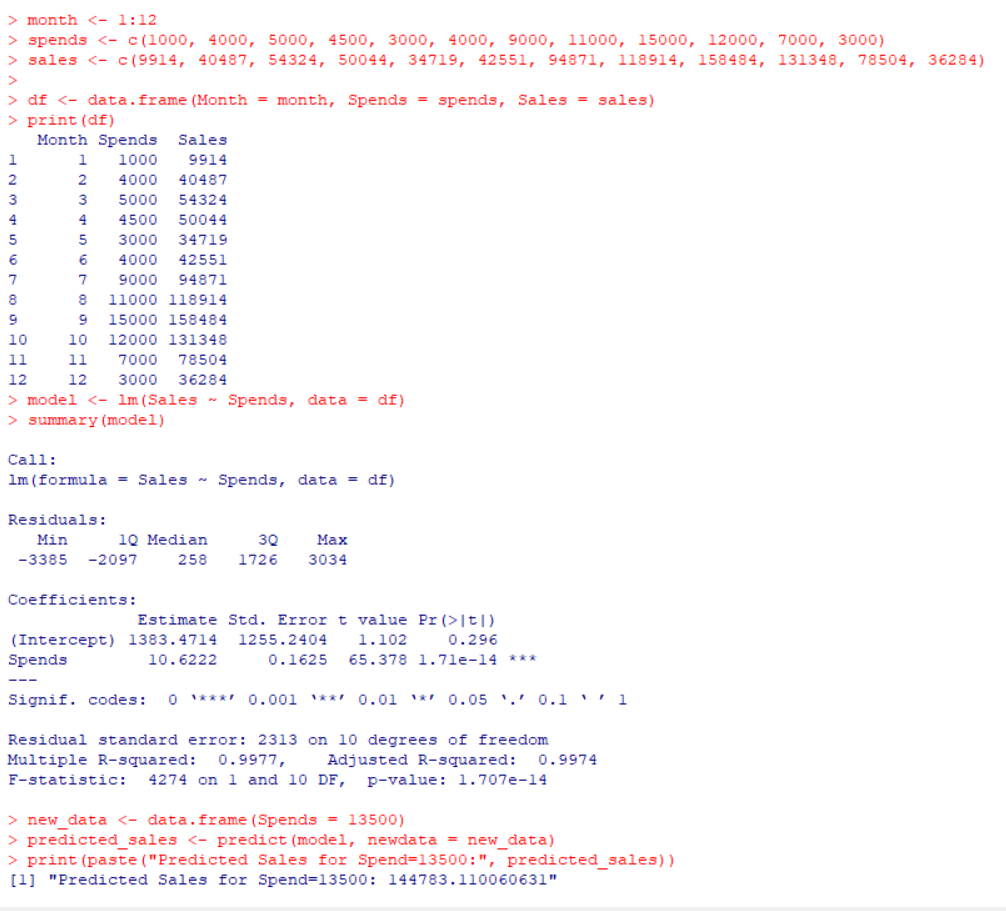 > month <- 1:12
> spends <- c(1000, 4000, 5000, 4500, 3000, 4000, 9000, 11000, 15000, 12000, 7000, 3000)
> sales <- c(9914, 40487, 54324, 50044, 34719, 42551, 94871, 118914, 158484, 131348, 78504, 36284)
>
> df <- data.frame(Month = month, Spends = spends, Sales = sales)
> print(df)
   Month Spends  Sales
1      1   1000   9914
2      2   4000  40487
3      3   5000  54324
4      4   4500  50044
5      5   3000  34719
6      6   4000  42551
7      7   9000  94871
8      8  11000 118914
9      9  15000 158484
10    10  12000 131348
11    11   7000  78504
12    12   3000  36284
> model <- lm(Sales ~ Spends, data = df)
> summary(model)

Call:
lm(formula = Sales ~ Spends, data = df)

Residuals:
   Min     1Q Median     3Q    Max
 -3385  -2097    258   1726   3034

Coefficients:
             Estimate Std. Error t value Pr(>|t|)
(Intercept) 1383.4714  1255.2404   1.102    0.296
Spends        10.6222     0.1625  65.378 1.71e-14 ***
---
Signif. codes:  0 ‘***’ 0.001 ‘**’ 0.01 ‘*’ 0.05 ‘.’ 0.1 ‘ ’ 1

Residual standard error: 2313 on 10 degrees of freedom
Multiple R-squared:  0.9977,    Adjusted R-squared:  0.9974
F-statistic:  4274 on 1 and 10 DF,  p-value: 1.707e-14

> new_data <- data.frame(Spends = 13500)
> predicted_sales <- predict(model, newdata = new_data)
> print(paste("Predicted Sales for Spend=13500:", predicted_sales))
[1] "Predicted Sales for Spend=13500: 144783.110060631"